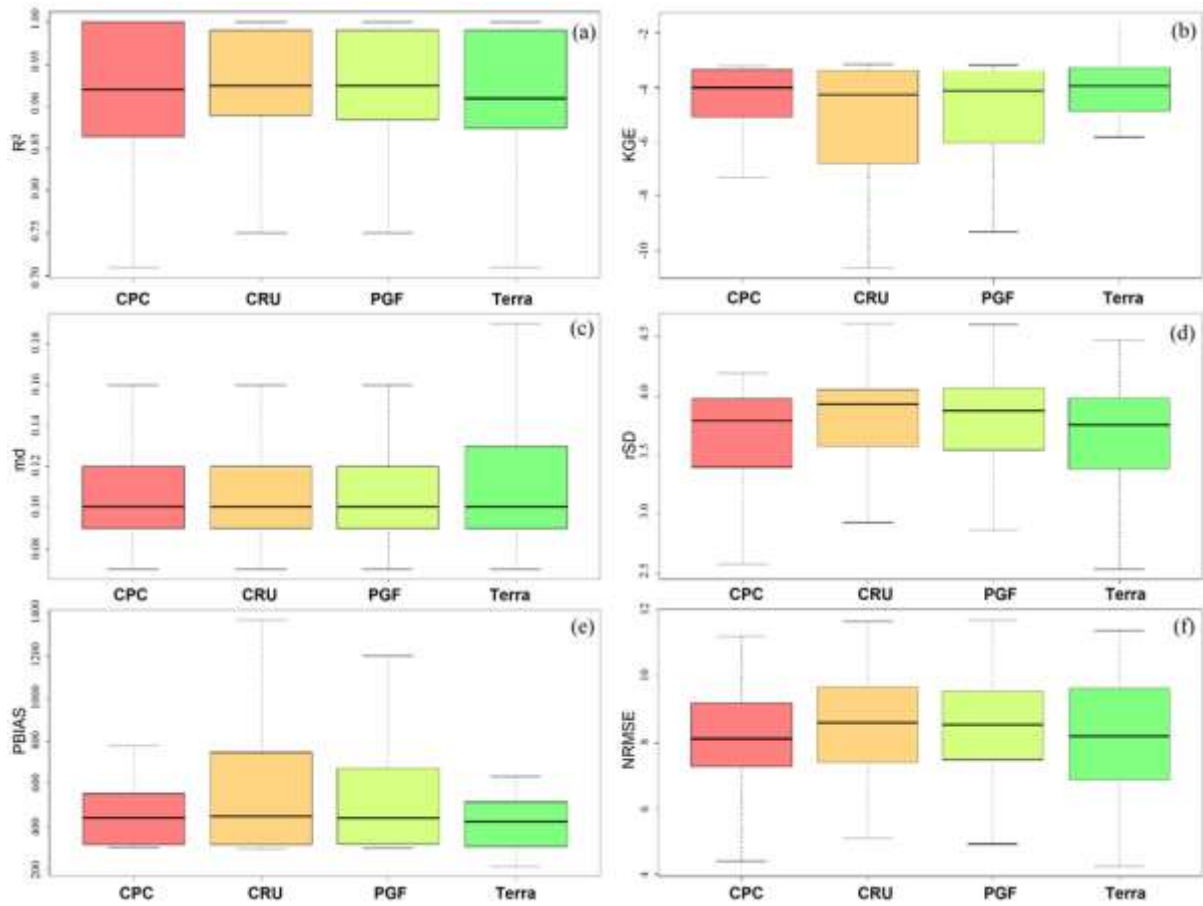 (a)
R²
1.00
0.95
0.90
0.85
0.80
0.75
0.70
CPC CRU PGF Terra
(b)
KGE
-2
-4
-6
-8
-10
CPC CRU PGF Terra
(c)
md
0.18
0.16
0.14
0.12
0.10
0.08
CPC CRU PGF Terra
(d)
rSD
4.5
4.0
3.5
3.0
2.5
CPC CRU PGF Terra
(e)
PBIAS
1400
1200
1000
800
600
400
200
CPC CRU PGF Terra
(f)
NRMSE
12
10
8
6
4
CPC CRU PGF Terra